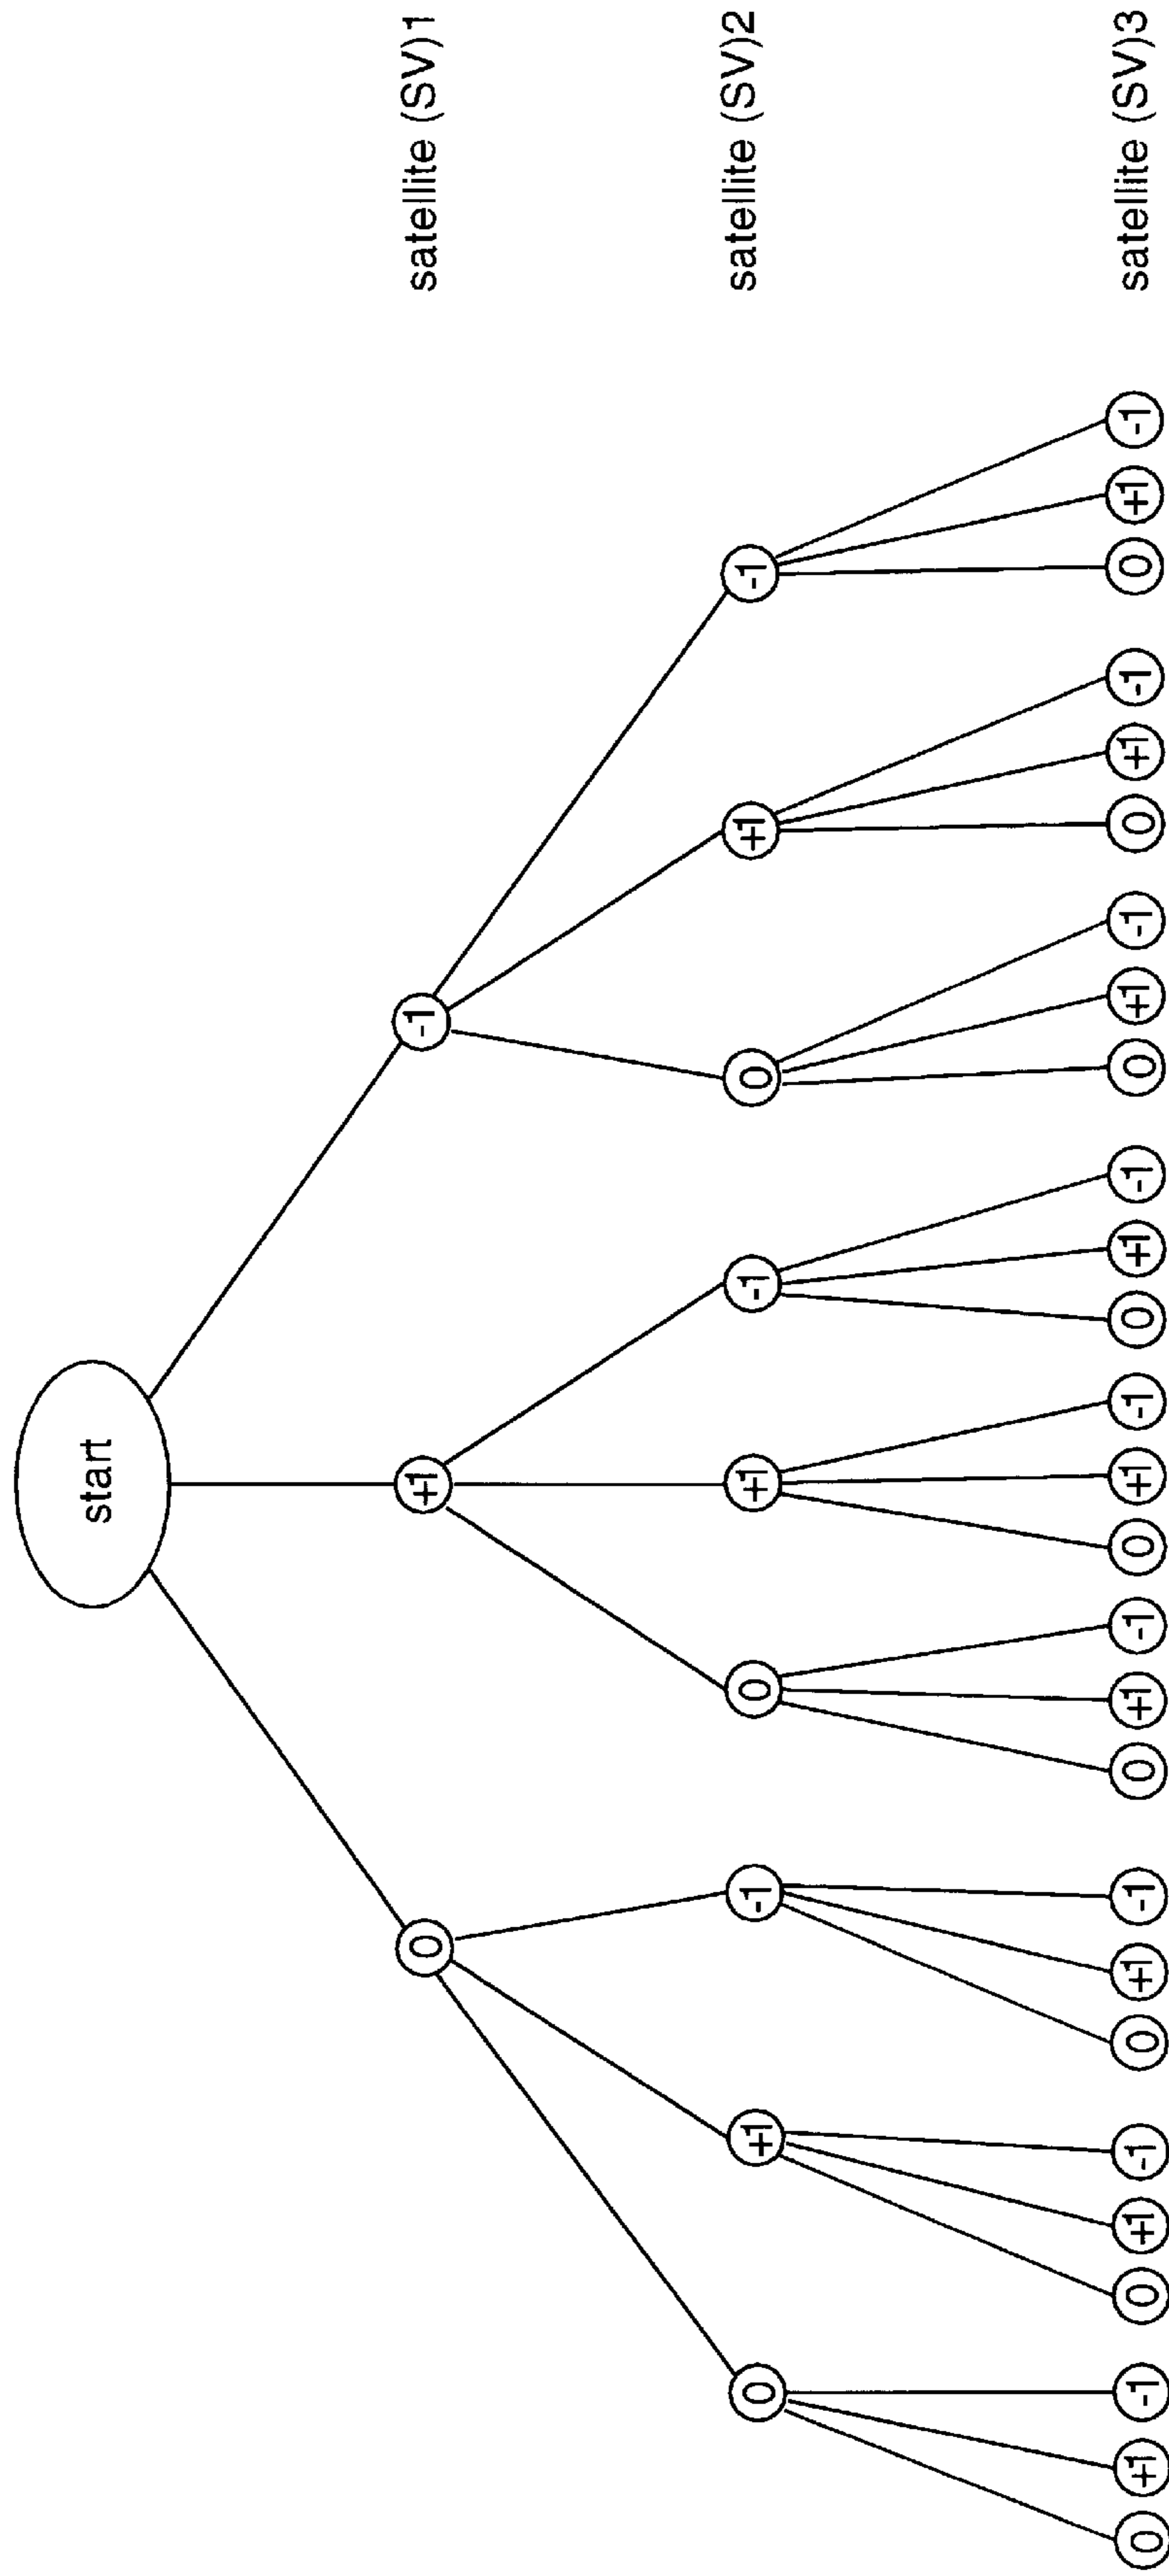 start
0 +1 -1 satellite (SV)1
0 +1 -1 0 +1 -1 0 +1 -1 satellite (SV)2
0 +1 -1 0 +1 -1 0 +1 -1 0 +1 -1 0 +1 -1 0 +1 -1 0 +1 -1 0 +1 -1 0 +1 -1 satellite (SV)3